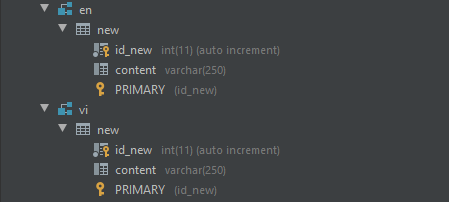 en
new
id_new int(11) (auto increment)
content varchar(250)
PRIMARY (id_new)
vi
new
id_new int(11) (auto increment)
content varchar(250)
PRIMARY (id_new)